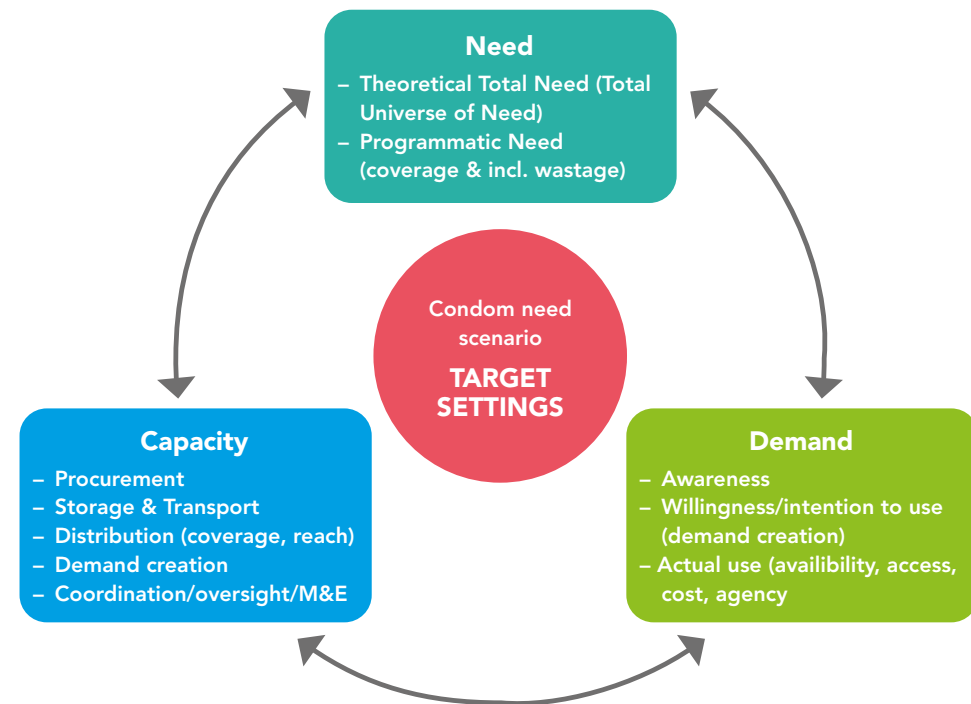 Need
– Theoretical Total Need (Total
Universe of Need)
– Programmatic Need
(coverage & incl. wastage)
Condom need
scenario
TARGET
SETTINGS
Capacity
– Procurement
– Storage & Transport
– Distribution (coverage, reach)
– Demand creation
– Coordination/oversight/M&E
Demand
– Awareness
– Willingness/intention to use
(demand creation)
– Actual use (availibility, access,
cost, agency